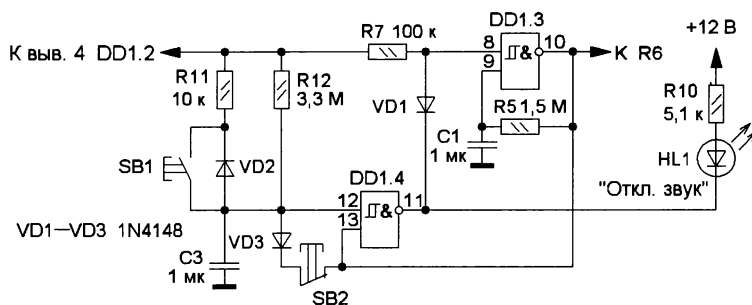 К выв. 4 DD1.2
R7 100 к
8
9
DD1.3
&
10
К R6
+12 В
R11
10 к
R12
3,3 М
VD1
R5 1,5 М
C1
1 мк
R10
5,1 к
HL1
"Откл. звук"
SB1
VD2
DD1.4
12
13
&
11
VD1—VD3 1N4148
VD3
C3
1 мк
SB2